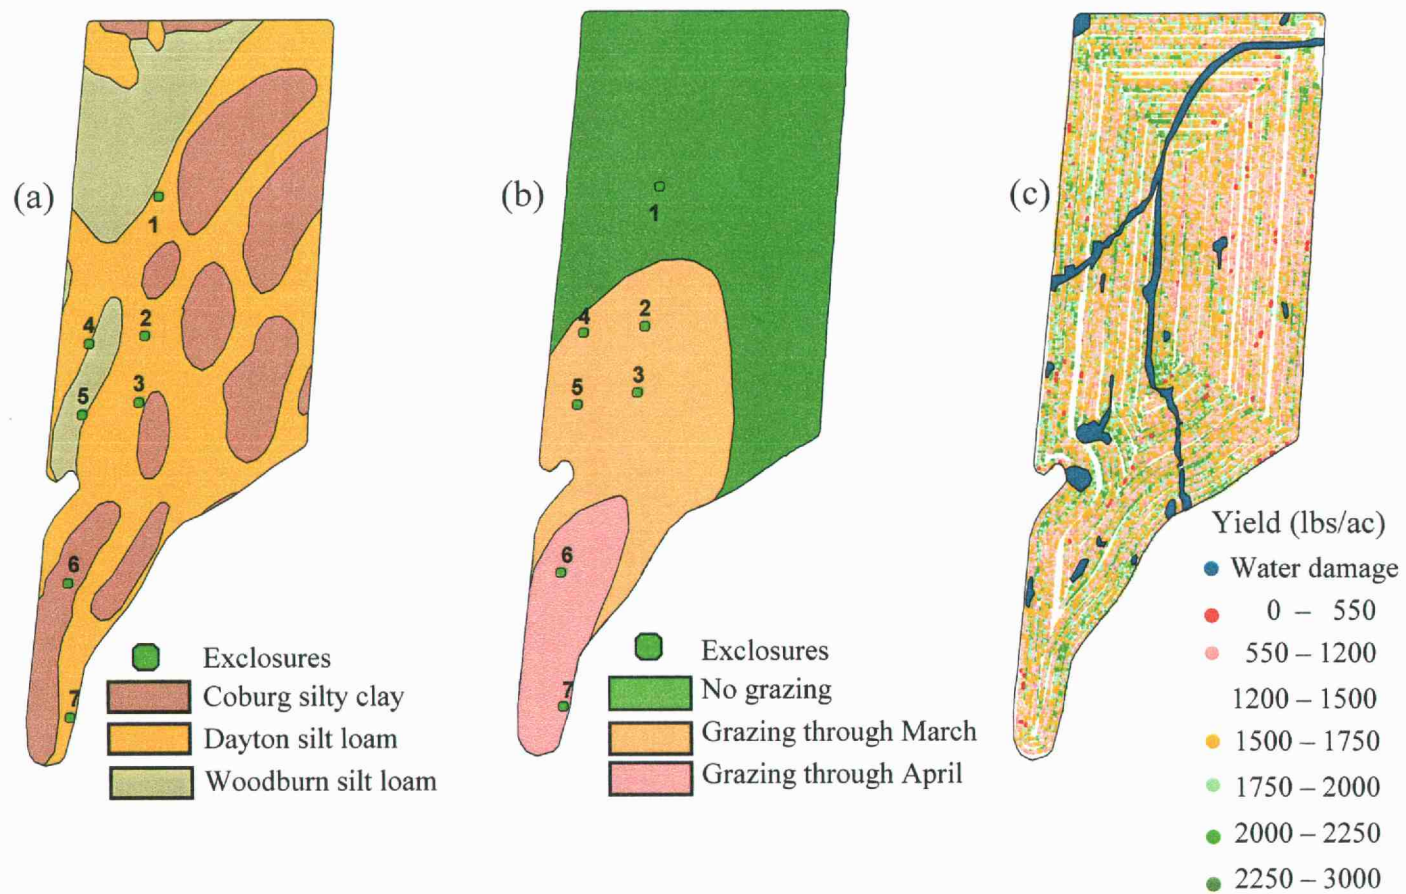 (a)
1
4
2
5
3
6
7
Exclosures
Coburg silty clay
Dayton silt loam
Woodburn silt loam
(b)
1
4
2
5
3
6
7
Exclosures
No grazing
Grazing through March
Grazing through April
(c)
Yield (lbs/ac)
Water damage
0 – 550
550 – 1200
1200 – 1500
1500 – 1750
1750 – 2000
2000 – 2250
2250 – 3000